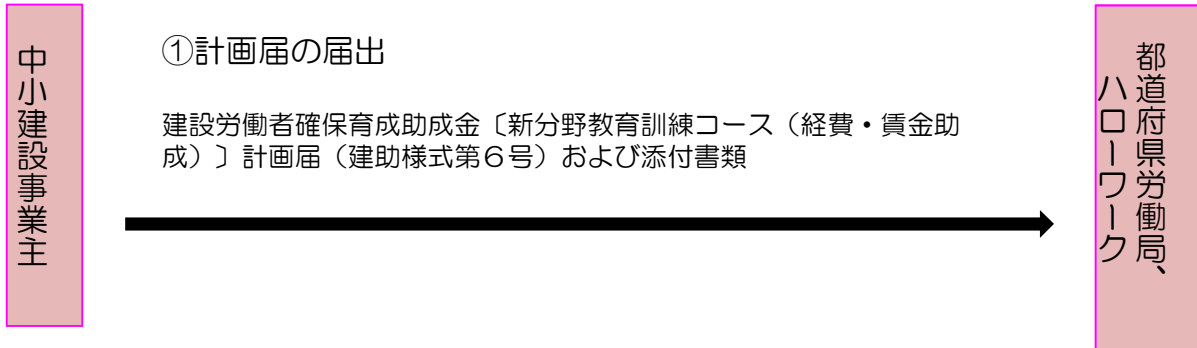 中小建設事業主
①計画届の届出
建設労働者確保育成助成金〔新分野教育訓練コース（経費・賃金助
成）〕計画届（建助様式第６号）および添付書類
都道府県労働局、
ハローワーク